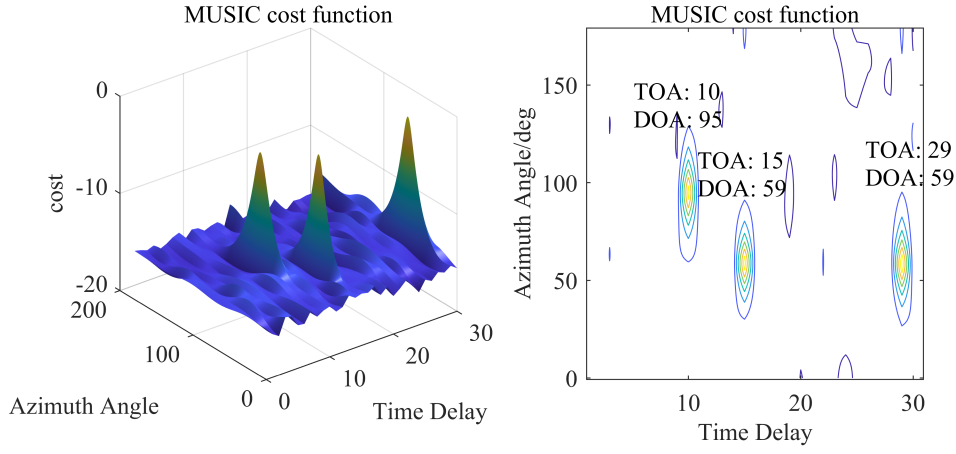 MUSIC cost function
0
-10
-20
cost
200
100
0
Azimuth Angle
0
10
20
30
Time Delay
MUSIC cost function
150
100
50
0
Azimuth Angle/deg
TOA: 10
DOA: 95
TOA: 15
DOA: 59
TOA: 29
DOA: 59
10
20
30
Time Delay